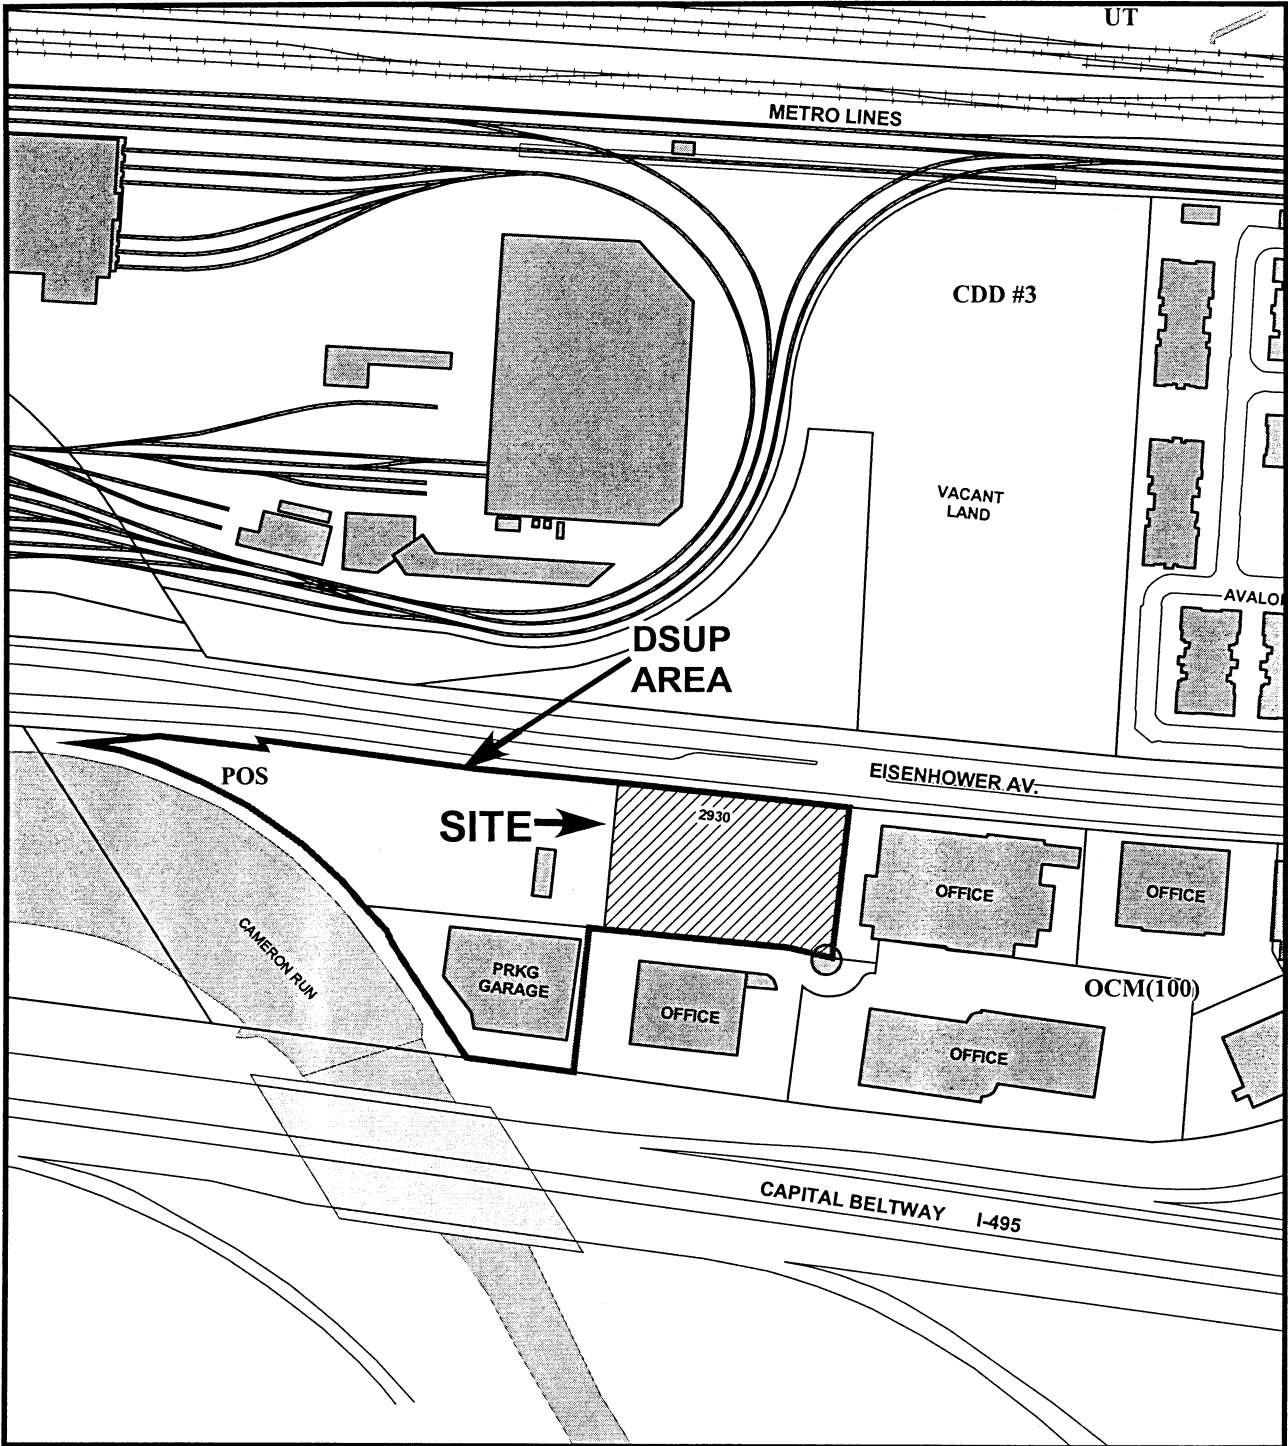 UT
METRO LINES
CDD #3
VACANT
LAND
AVALO
DSUP
AREA
EISENHOWER AV.
POS
SITE
2930
OFFICE
OFFICE
CAMERON RUN
PRKG
GARAGE
OFFICE
OCM(100)
OFFICE
CAPITAL BELTWAY I-495